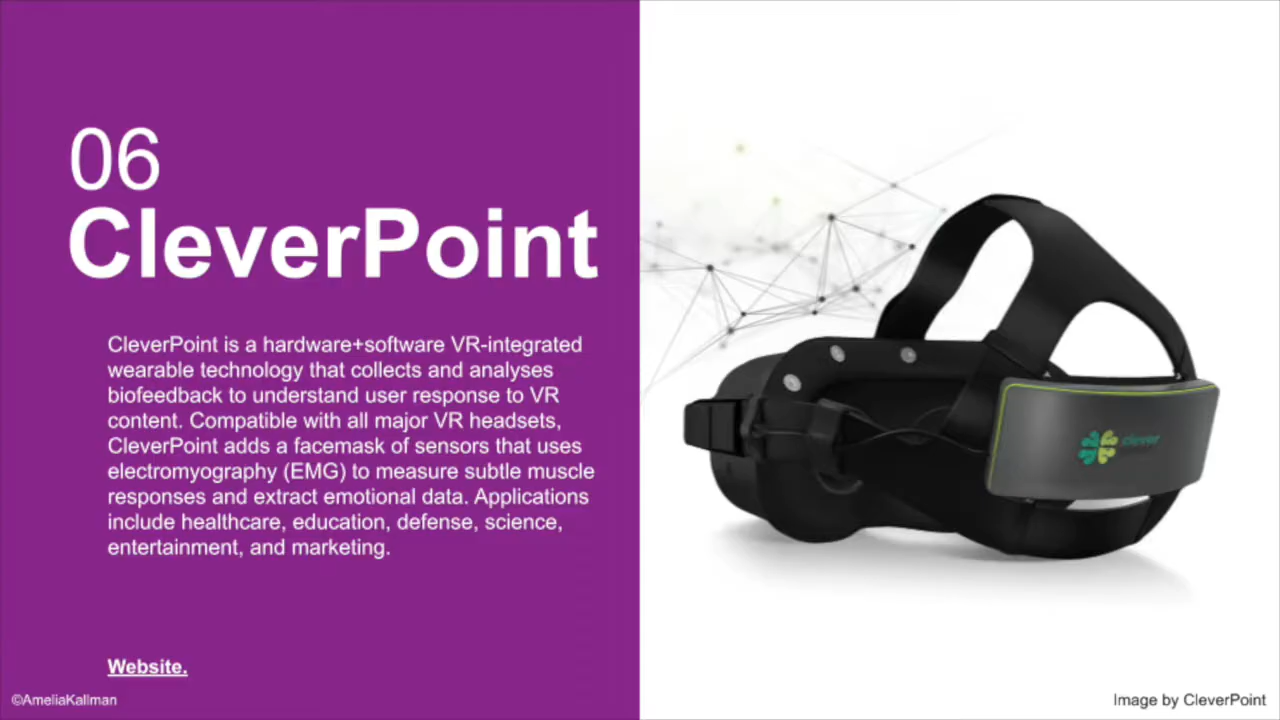 06
CleverPoint
CleverPoint is a hardware+software VR-integrated
wearable technology that collects and analyses
biofeedback to understand user response to VR
content. Compatible with all major VR headsets,
CleverPoint adds a facemask of sensors that uses
electromyography (EMG) to measure subtle muscle
responses and extract emotional data. Applications
include healthcare, education, defense, science,
entertainment, and marketing.
Website.
©AmeliaKallman
clever
Image by CleverPoint